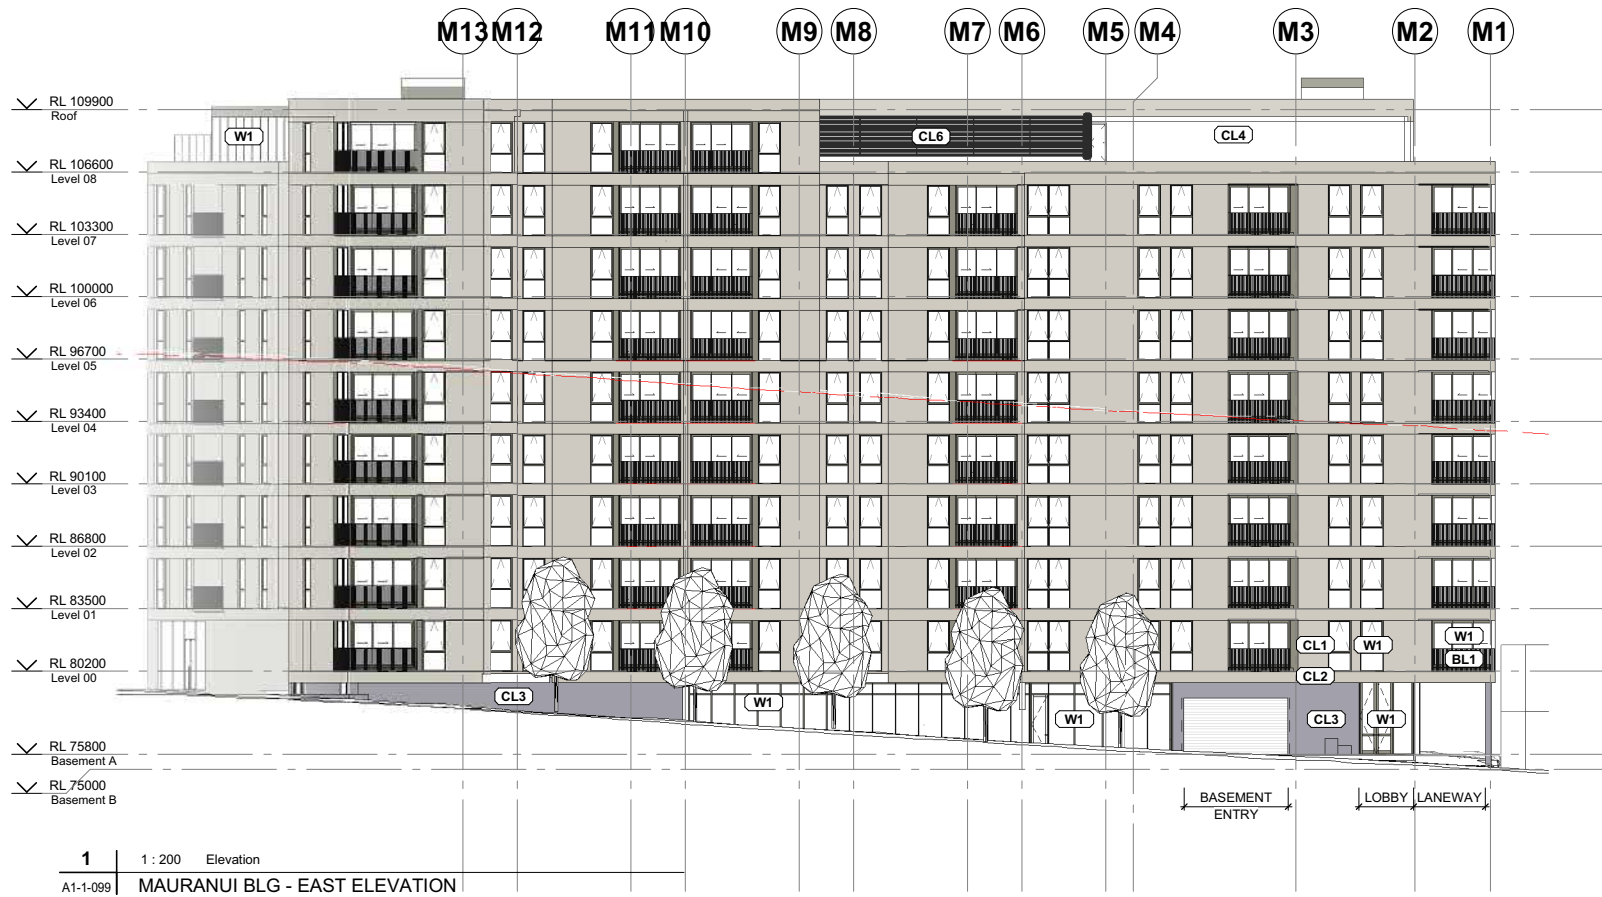 M13 M12 M11 M10 M9 M8 M7 M6 M5 M4 M3 M2 M1
RL 109900
Roof
W1 CL6 CL4
RL 106600
Level 08
RL 103300
Level 07
RL 100000
Level 06
RL 96700
Level 05
RL 93400
Level 04
RL 90100
Level 03
RL 86800
Level 02
RL 83500
Level 01
CL1 W1 W1
BL1
RL 80200
Level 00
CL2
CL3 W1 W1 CL3 W1
RL 75800
Basement A
RL 75000
Basement B
BASEMENT
ENTRY
LOBBY
LANEWAY
1 1 : 200 Elevation
A1-1-099 MAURANUI BLG - EAST ELEVATION